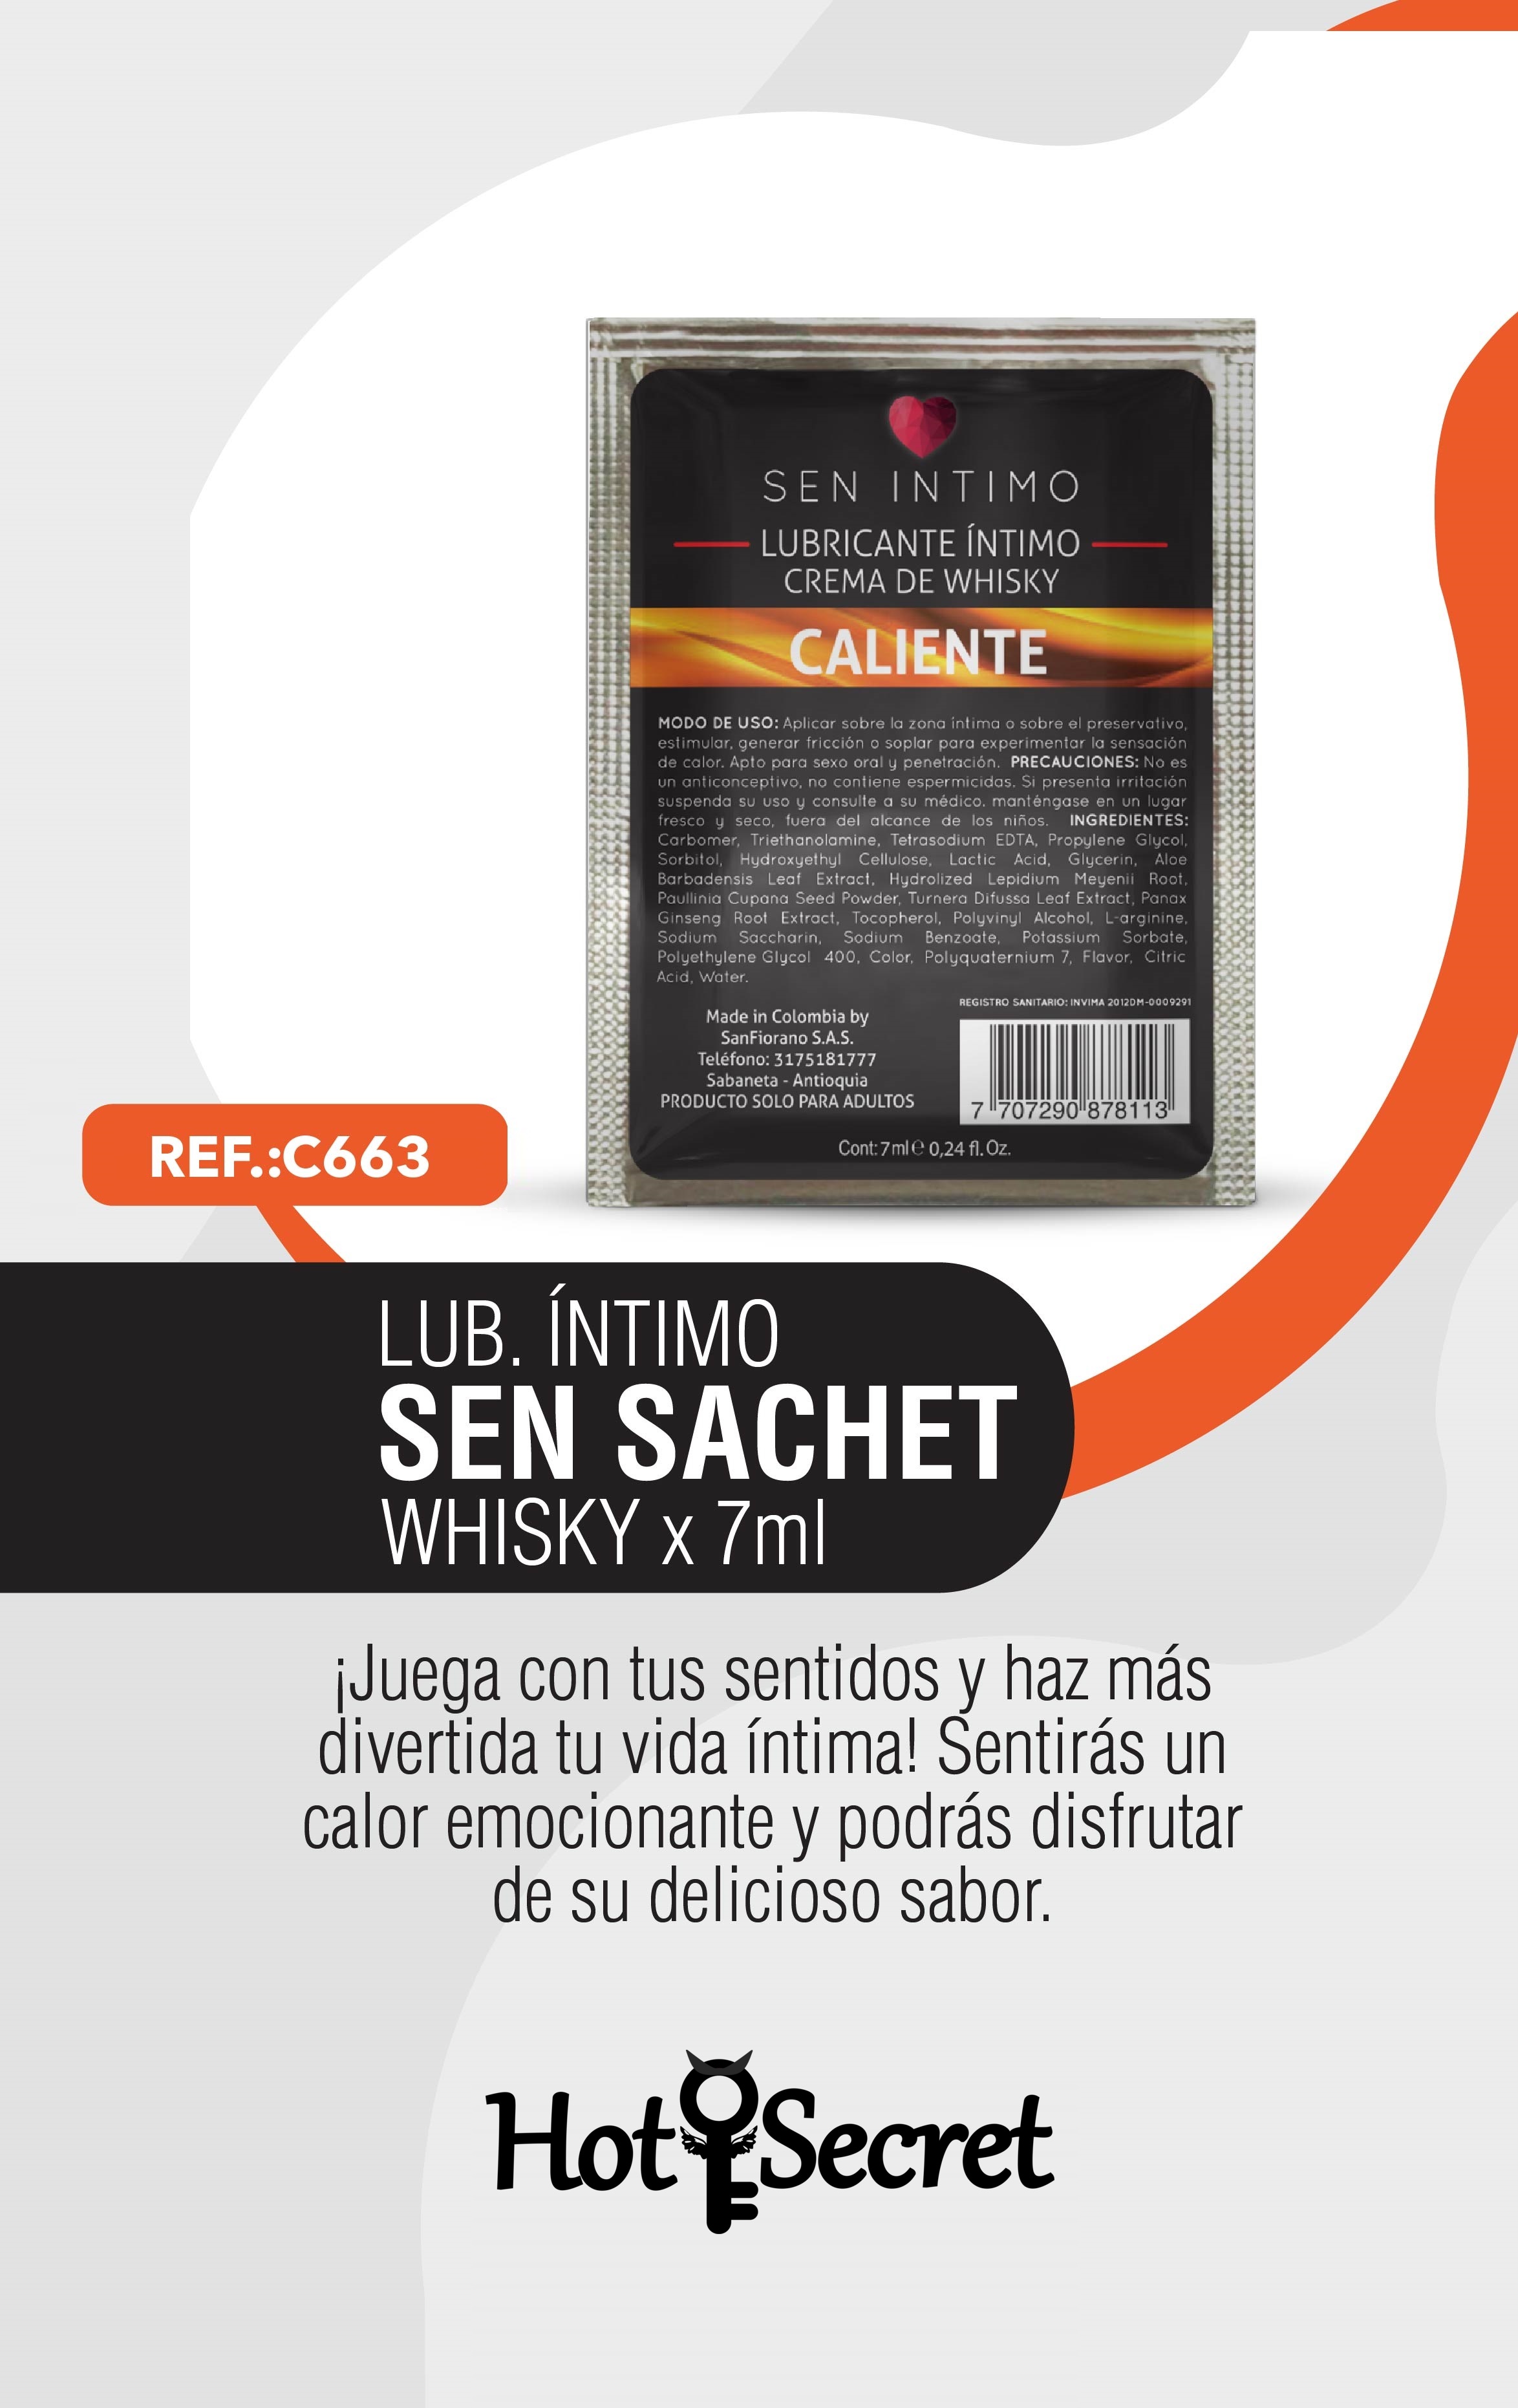 SEN INTIMO
LUBRICANTE ÍNTIMO
CREMA DE WHISKY
CALIENTE
MODO DE USO: Aplicar sobre la zona íntima o sobre el preservativo,
estimular, generar fricción o soplar para experimentar la sensación
de calor. Apto para sexo oral y penetración. PRECAUCIONES: No es
un anticonceptivo, no contiene espermicidas. Si presenta irritación
suspenda su uso y consulte a su médico. manténgase en un lugar
fresco y seco, fuera del alcance de los niños. INGREDIENTES:
Carbomer, Triethanolamine, Tetrasodium EDTA, Propylene Glycol,
Sorbitol, Hydroxyethyl Cellulose, Lactic Acid, Glycerin, Aloe
Barbadensis Leaf Extract, Hydrolized Lepidium Meyenii Root,
Paullinia Cupana Seed Powder, Turnera Difussa Leaf Extract, Panax
Ginseng Root Extract, Tocopherol, Polyvinyl Alcohol, L-arginine,
Sodium Saccharin, Sodium Benzoate, Potassium Sorbate,
Polyethylene Glycol 400, Color, Polyquaternium 7, Flavor, Citric
Acid, Water.
REGISTRO SANITARIO: INVIMA 2012DM-0009291
Made in Colombia by
SanFiorano S.A.S.
Teléfono: 3175181777
Sabaneta - Antioquia
PRODUCTO SOLO PARA ADULTOS
7 707290 878113
Cont: 7 ml e 0,24 fl. Oz.
REF.:C663
LUB. ÍNTIMO
SEN SACHET
WHISKY x 7ml
¡Juega con tus sentidos y haz más
divertida tu vida íntima! Sentirás un
calor emocionante y podrás disfrutar
de su delicioso sabor.
Hot Secret